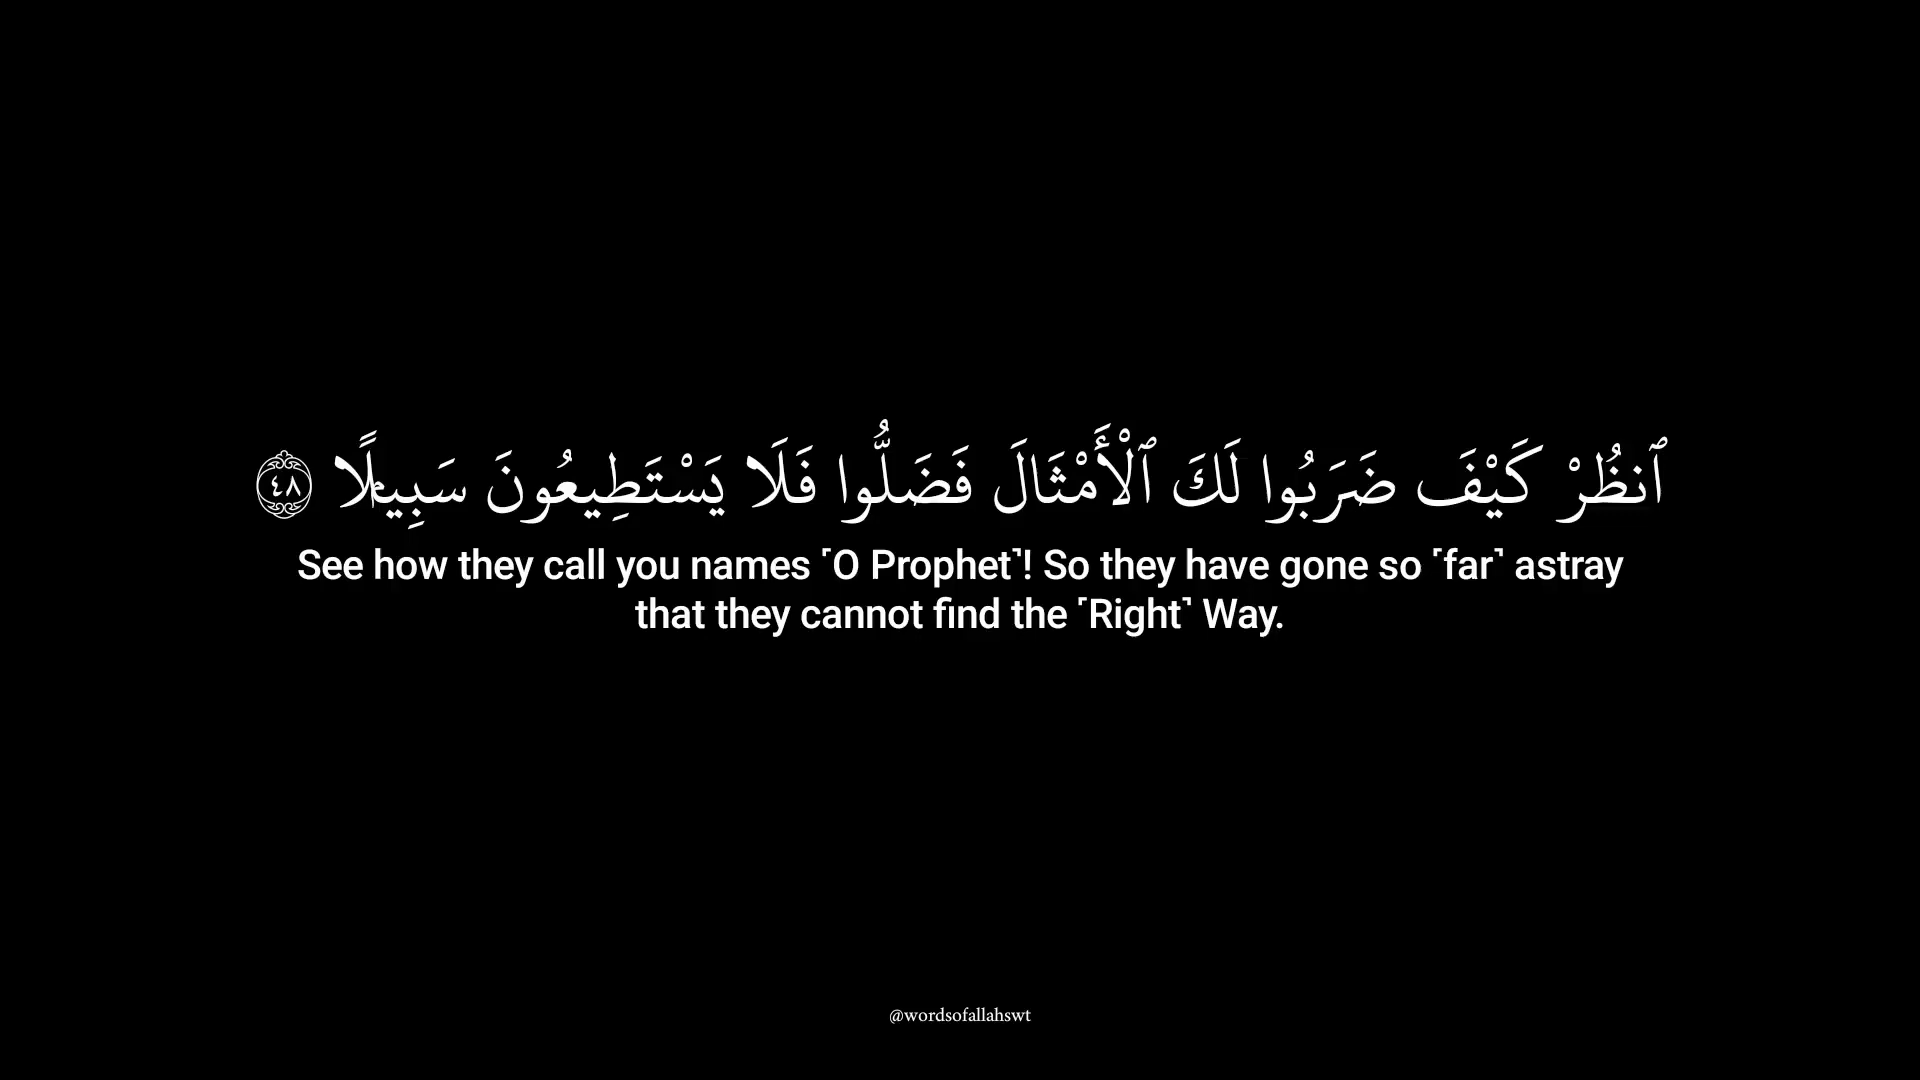 ٱنظُرْ كَيْفَ ضَرَبُوا لَكَ ٱلْأَمْثَالَ فَضَلُّوا فَلَا يَسْتَطِيعُونَ سَبِيلًا ٤٨
See how they call you names ˹O Prophet˺! So they have gone so ˹far˺ astray
that they cannot find the ˹Right˺ Way.
@wordsofallahswt